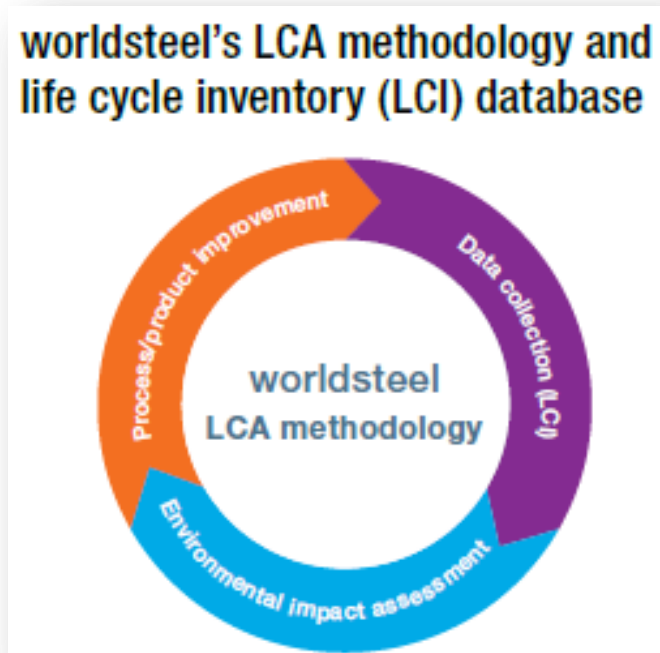 worldsteel's LCA methodology and
life cycle inventory (LCI) database
Process/product improvement
Data collection (LCI)
worldsteel
LCA methodology
Environmental impact assessment